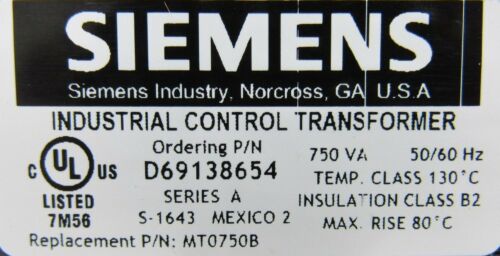 SIEMENS
Siemens Industry, Norcross, GA U.S.A
INDUSTRIAL CONTROL TRANSFORMER
Ordering P/N
D69138654
SERIES A
S-1643 MEXICO 2
Replacement P/N: MT0750B
C UL US
LISTED
7M56
750 VA 50/60 Hz
TEMP. CLASS 130°C
INSULATION CLASS B2
MAX. RISE 80°C